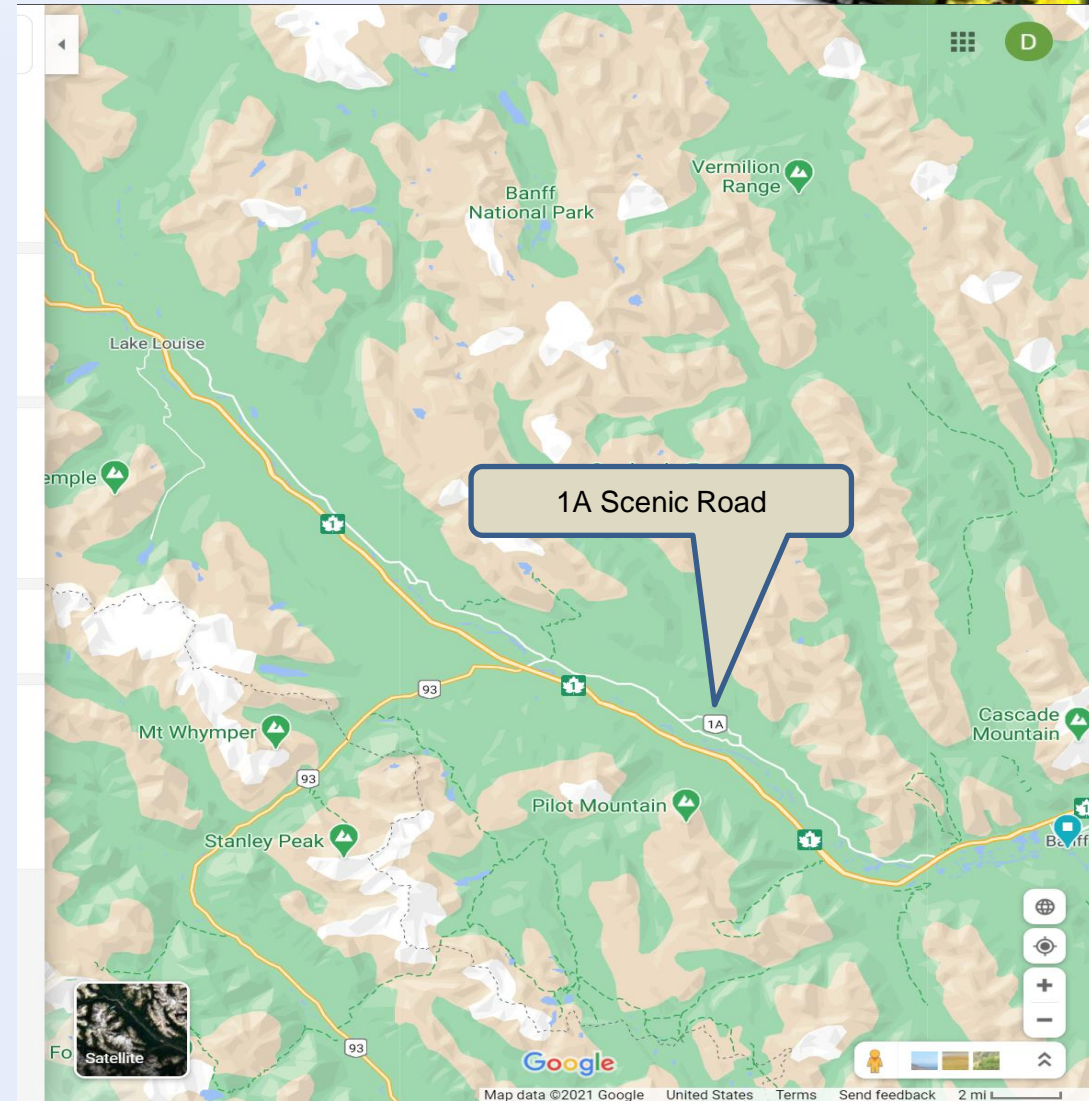 D
Vermilion
Range
Banff
National Park
Lake Louise
emple
1A Scenic Road
1
93
1
1A
Cascade
Mountain
Mt Whymper
93
Pilot Mountain
1
Stanley Peak
1
Banff
93
Fo
Satellite
Google
Map data ©2021 Google United States Terms Send feedback 2 mi